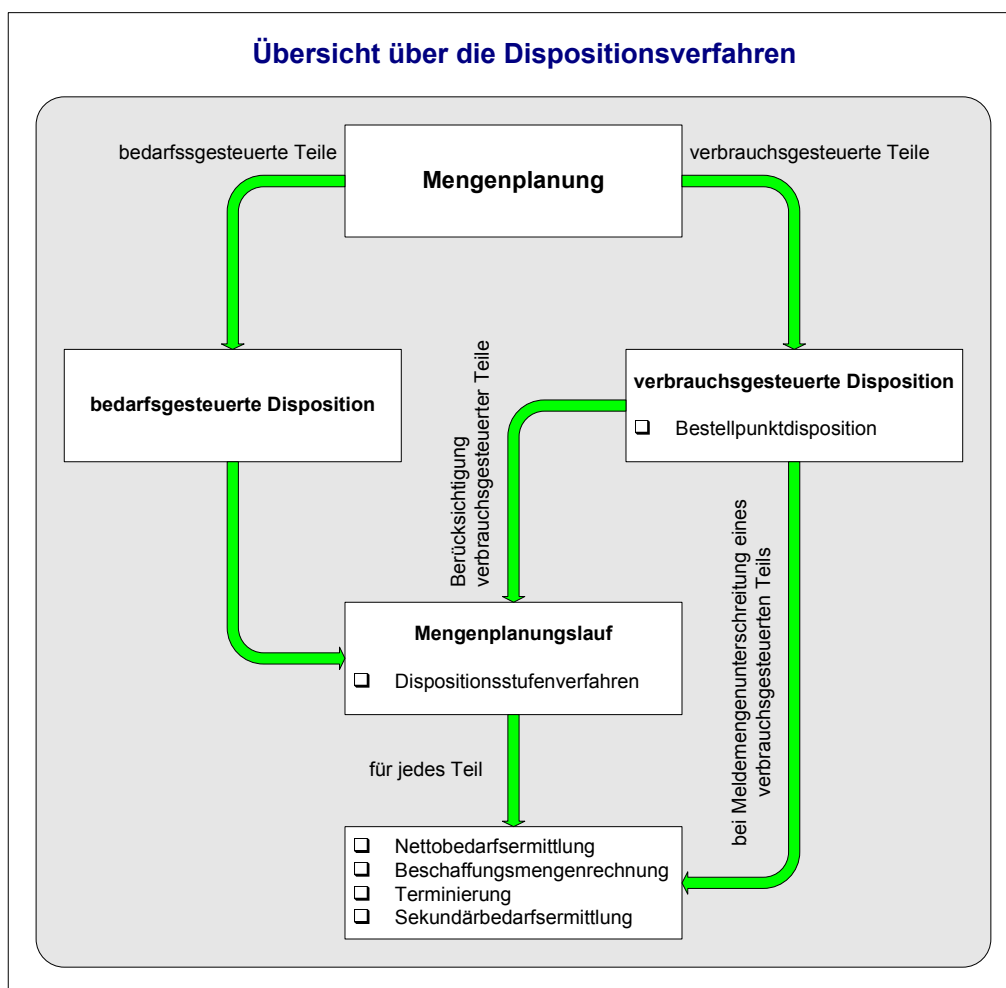 Übersicht über die Dispositionsverfahren
bedarfssgesteuerte Teile
verbrauchsgesteuerte Teile
Mengenplanung
bedarfsgesteuerte Disposition
verbrauchsgesteuerte Disposition
Bestellpunktdisposition
Berücksichtigung
verbrauchsgesteuerter Teile
bei Meldemengenunterschreitung eines
verbrauchsgesteuerten Teils
Mengenplanungslauf
Dispositionsstufenverfahren
für jedes Teil
Nettobedarfsermittlung
Beschaffungsmengenrechnung
Terminierung
Sekundärbedarfsermittlung